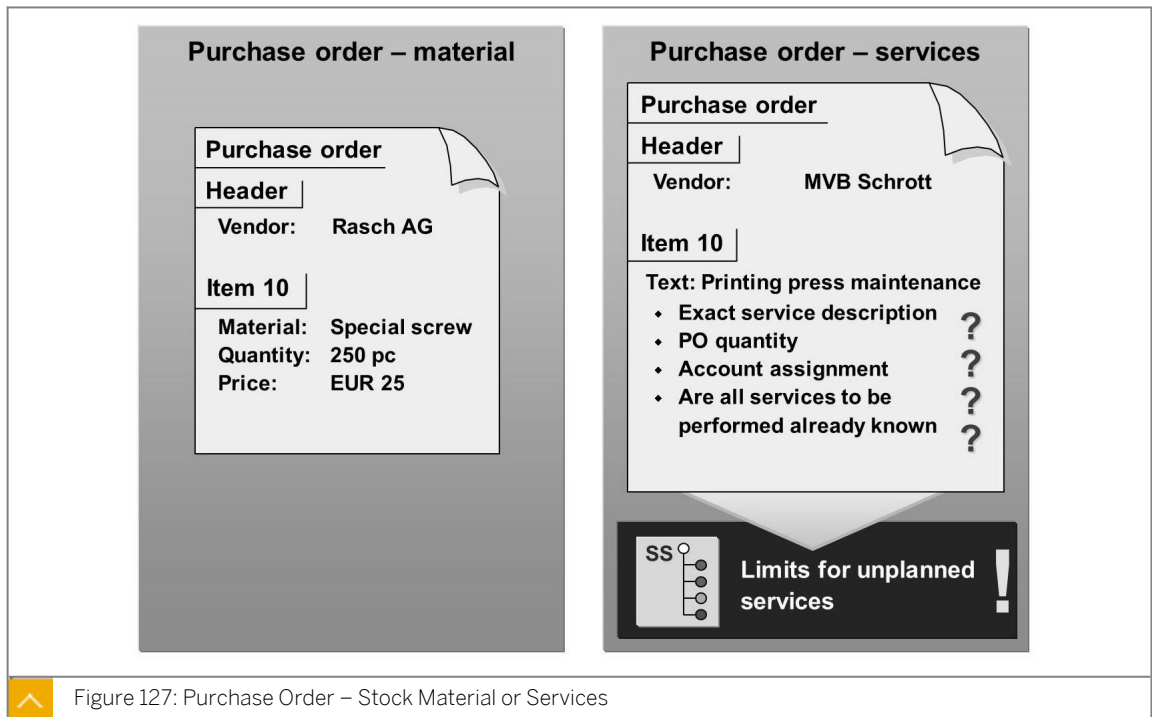 Purchase order – material
Purchase order
Header
Vendor: Rasch AG
Item 10
Material: Special screw
Quantity: 250 pc
Price: EUR 25
Purchase order – services
Purchase order
Header
Vendor: MVB Schrott
Item 10
Text: Printing press maintenance
• Exact service description ?
• PO quantity ?
• Account assignment
• Are all services to be ?
performed already known ?
SS
Limits for unplanned
services !
Figure 127: Purchase Order – Stock Material or Services